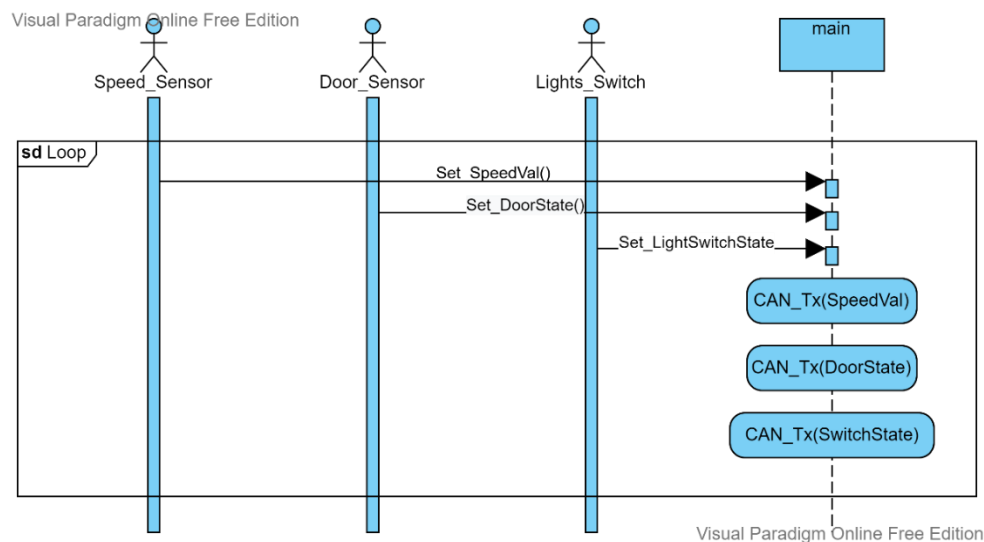 Visual Paradigm Online Free Edition
main
Speed_Sensor
Door_Sensor
Lights_Switch
sd Loop
Set_SpeedVal()
Set_DoorState()
Set_LightSwitchState
CAN_Tx(SpeedVal)
CAN_Tx(DoorState)
CAN_Tx(SwitchState)
Visual Paradigm Online Free Edition